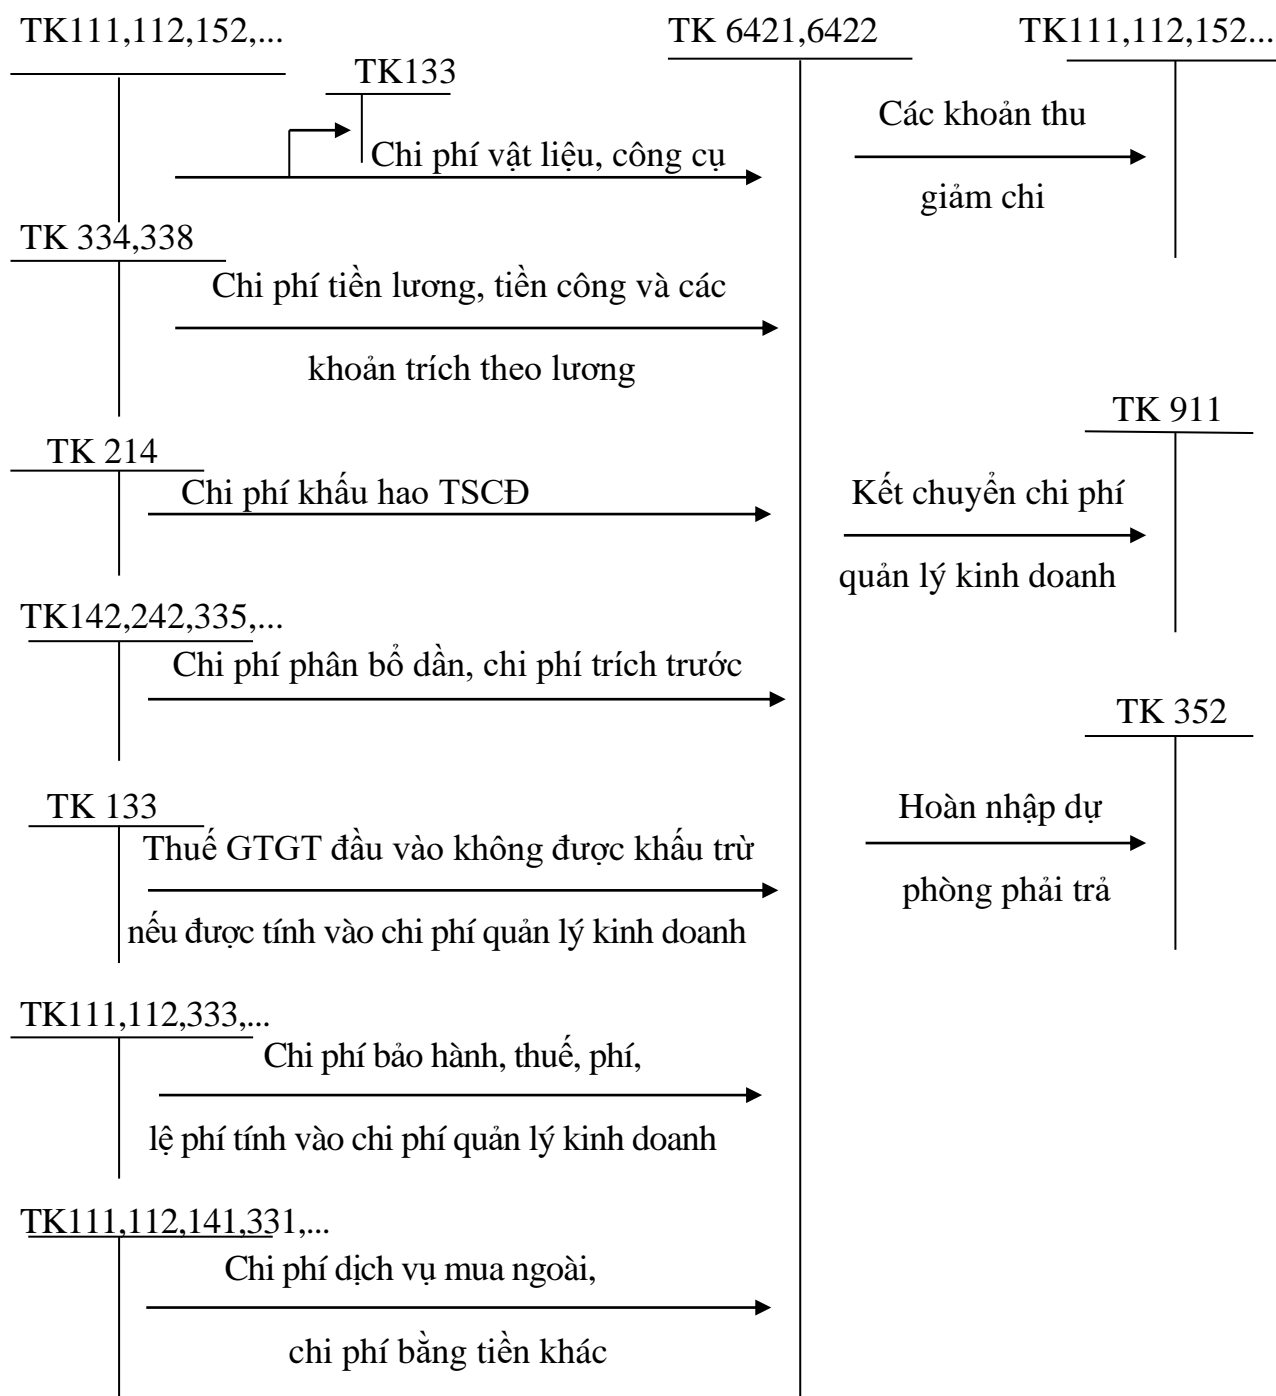 TK111,112,152,...
TK 6421,6422
TK111,112,152...
TK133
Chi phí vật liệu, công cụ
Các khoản thu
giảm chi
TK 334,338
Chi phí tiền lương, tiền công và các
khoản trích theo lương
TK 911
TK 214
Chi phí khấu hao TSCĐ
Kết chuyển chi phí
quản lý kinh doanh
TK142,242,335,...
Chi phí phân bổ dần, chi phí trích trước
TK 352
TK 133
Thuế GTGT đầu vào không được khấu trừ
nếu được tính vào chi phí quản lý kinh doanh
Hoàn nhập dự
phòng phải trả
TK111,112,333,...
Chi phí bảo hành, thuế, phí,
lệ phí tính vào chi phí quản lý kinh doanh
TK111,112,141,331,...
Chi phí dịch vụ mua ngoài,
chi phí bằng tiền khác